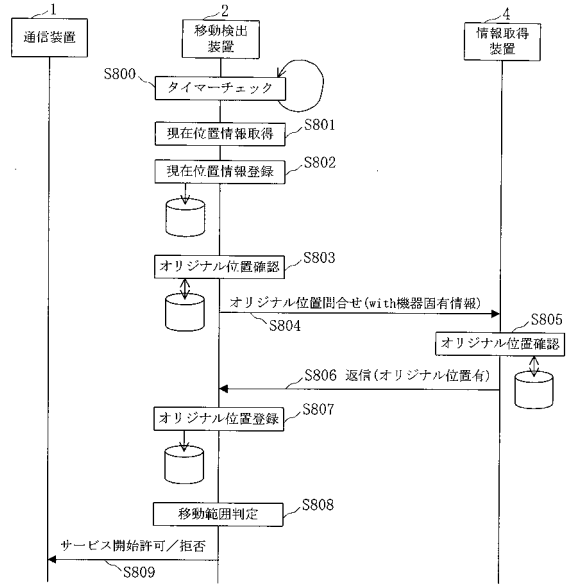 1
通信装置
2
移動検出
装置
4
情報取得
装置
S800
タイマーチェック
現在位置情報取得
S801
現在位置情報登録
S802
オリジナル位置確認
S803
オリジナル位置問合せ(with機器固有情報)
S804
S805
オリジナル位置確認
S806 返信(オリジナル位置有)
オリジナル位置登録
S807
移動範囲判定
S808
サービス開始許可/拒否
S809